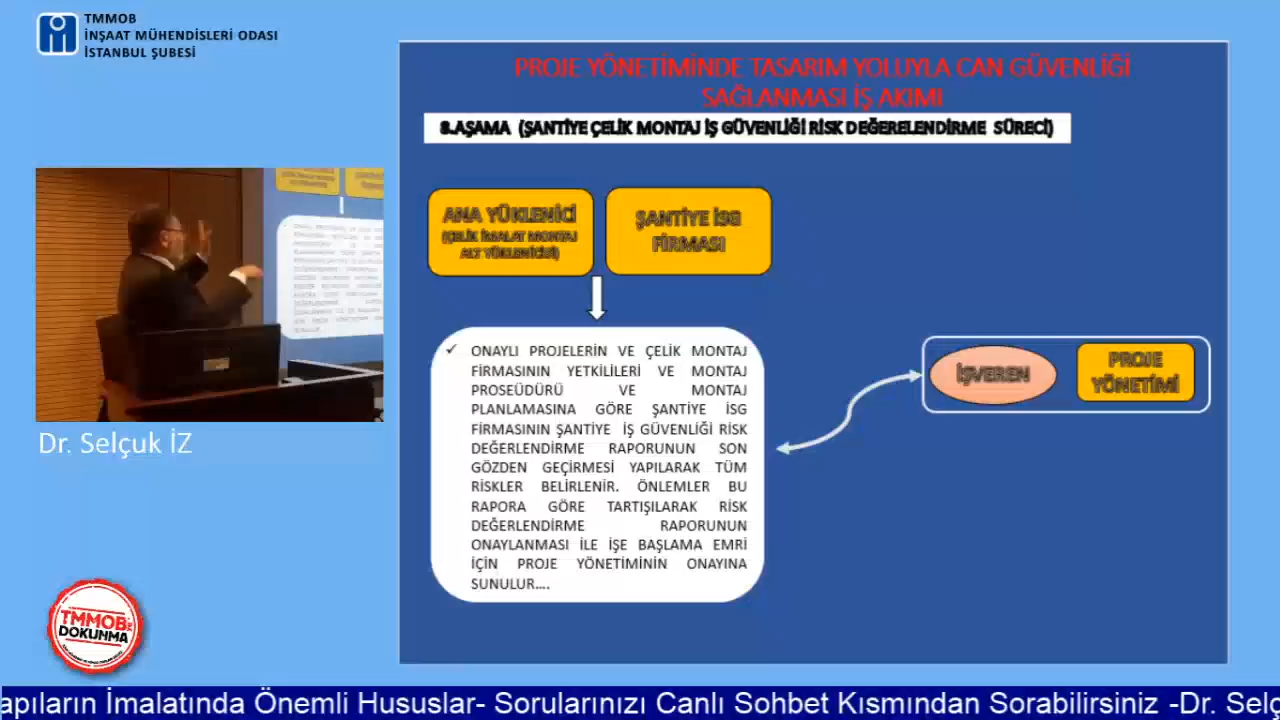 TMMOB
İNŞAAT MÜHENDİSLERİ ODASI
İSTANBUL ŞUBESİ
PROJE YÖNETİMİNDE TASARIM YOLUYLA CAN GÜVENLİĞİ
SAĞLANMASI İŞ AKIMI
8.AŞAMA (ŞANTİYE ÇELİK MONTAJ İŞ GÜVENLİĞİ RİSK DEĞERELENDİRME SÜRECİ)
ANA YÜKLENİCİ
(ÇELİK İMALAT MONTAJ
ALT YÜKLENİCİSİ)
ŞANTİYE İSG
FİRMASI
✓ ONAYLI PROJELERİN VE ÇELİK MONTAJ
FİRMASININ YETKİLİLERİ VE MONTAJ
PROSEÜDÜRÜ VE MONTAJ
PLANLAMASINA GÖRE ŞANTİYE İSG
FİRMASININ ŞANTİYE İŞ GÜVENLİĞİ RİSK
DEĞERLENDİRME RAPORUNUN SON
GÖZDEN GEÇİRMESİ YAPILARAK TÜM
RİSKLER BELİRLENİR. ÖNLEMLER BU
RAPORA GÖRE TARTIŞILARAK RİSK
DEĞERLENDİRME RAPORUNUN
ONAYLANMASI İLE İŞE BAŞLAMA EMRİ
İÇİN PROJE YÖNETİMİNİN ONAYINA
SUNULUR....
İŞVEREN
PROJE
YÖNETİMİ
Dr. Selçuk İZ
TMMOB
DOKUNMA
apıların İmalatında Önemli Hususlar- Sorularınızı Canlı Sohbet Kısmından Sorabilirsiniz -Dr. Selç